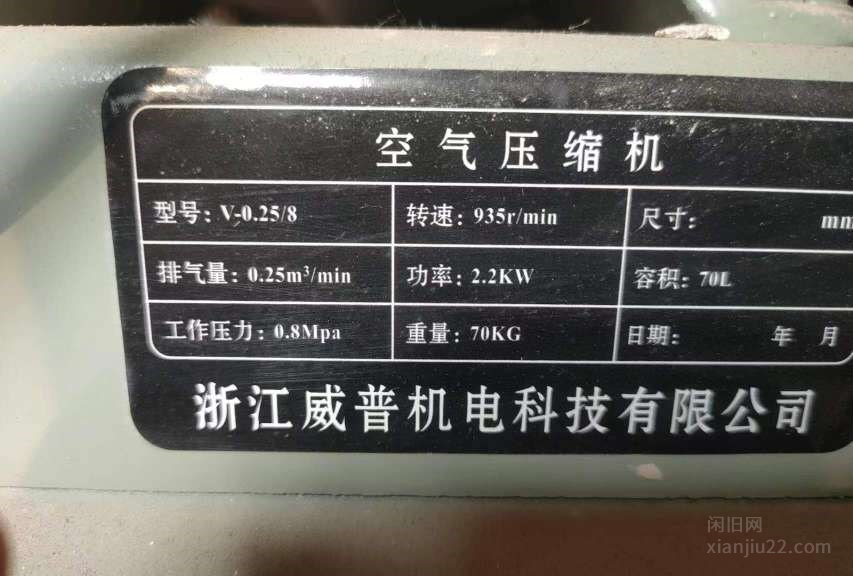 空气压缩机
型号: V-0.25/8 转速: 935r/min 尺寸: mm
排气量: 0.25m³/min 功率: 2.2KW 容积: 70L
工作压力: 0.8Mpa 重量: 70KG 日期: 年 月
浙江威普机电科技有限公司
闲旧网
xianjiu22.com